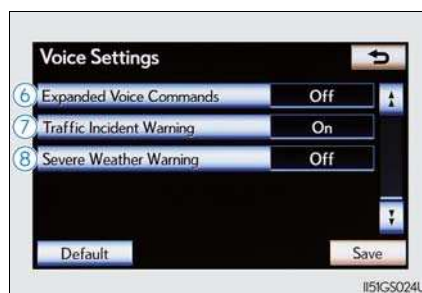 Voice Settings
6 Expanded Voice Commands Off
7 Traffic Incident Warning On
8 Severe Weather Warning Off
Default Save
II51GS024U